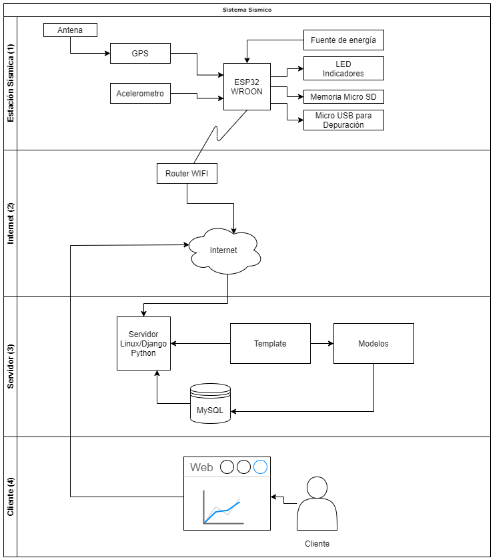 Sistema Sismico
Estación Sismica (1)
Antena
GPS
Acelerometro
ESP32
WROON
Fuente de energía
LED
Indicadores
Memoria Micro SD
Micro USB para
Depuración
Internet (2)
Router WIFI
Internet
Servidor (3)
Servidor
Linux/Django
Python
Template
Modelos
MySQL
Cliente (4)
Web
Cliente